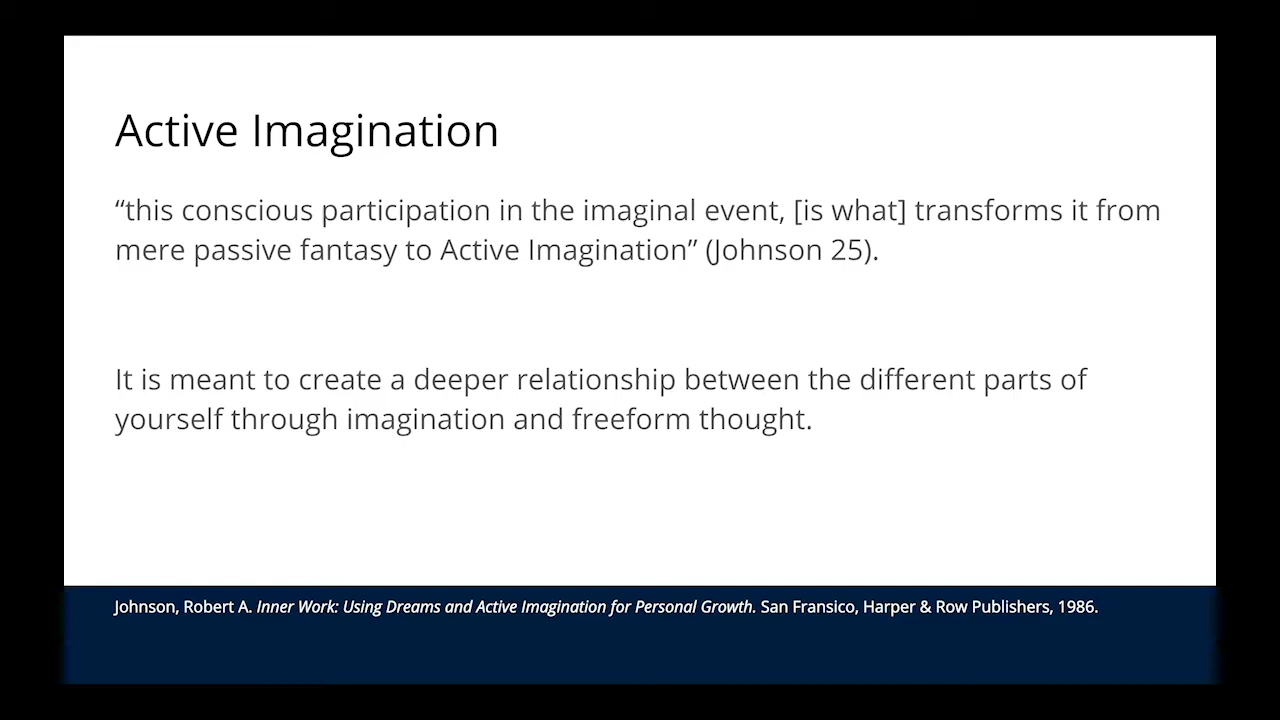 Active Imagination
“this conscious participation in the imaginal event, [is what] transforms it from
mere passive fantasy to Active Imagination” (Johnson 25).
It is meant to create a deeper relationship between the different parts of
yourself through imagination and freeform thought.
Johnson, Robert A. Inner Work: Using Dreams and Active Imagination for Personal Growth. San Fransico, Harper & Row Publishers, 1986.